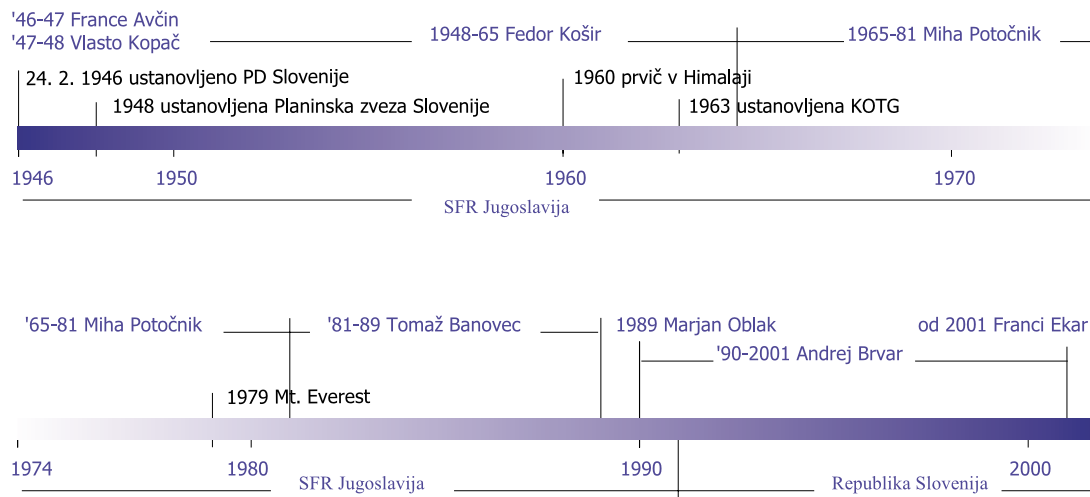 '46-47 France Avčin
'47-48 Vlasto Kopač
1948-65 Fedor Košir
1965-81 Miha Potočnik
24. 2. 1946 ustanovljeno PD Slovenije
1960 prvič v Himalaji
1948 ustanovljena Planinska zveza Slovenije
1963 ustanovljena KOTG
1946 1950 1960 1970
SFR Jugoslavija
'65-81 Miha Potočnik
'81-89 Tomaž Banovec
1989 Marjan Oblak
od 2001 Franci Ekar
'90-2001 Andrej Brvar
1979 Mt. Everest
1974 1980 1990 2000
SFR Jugoslavija
Republika Slovenija